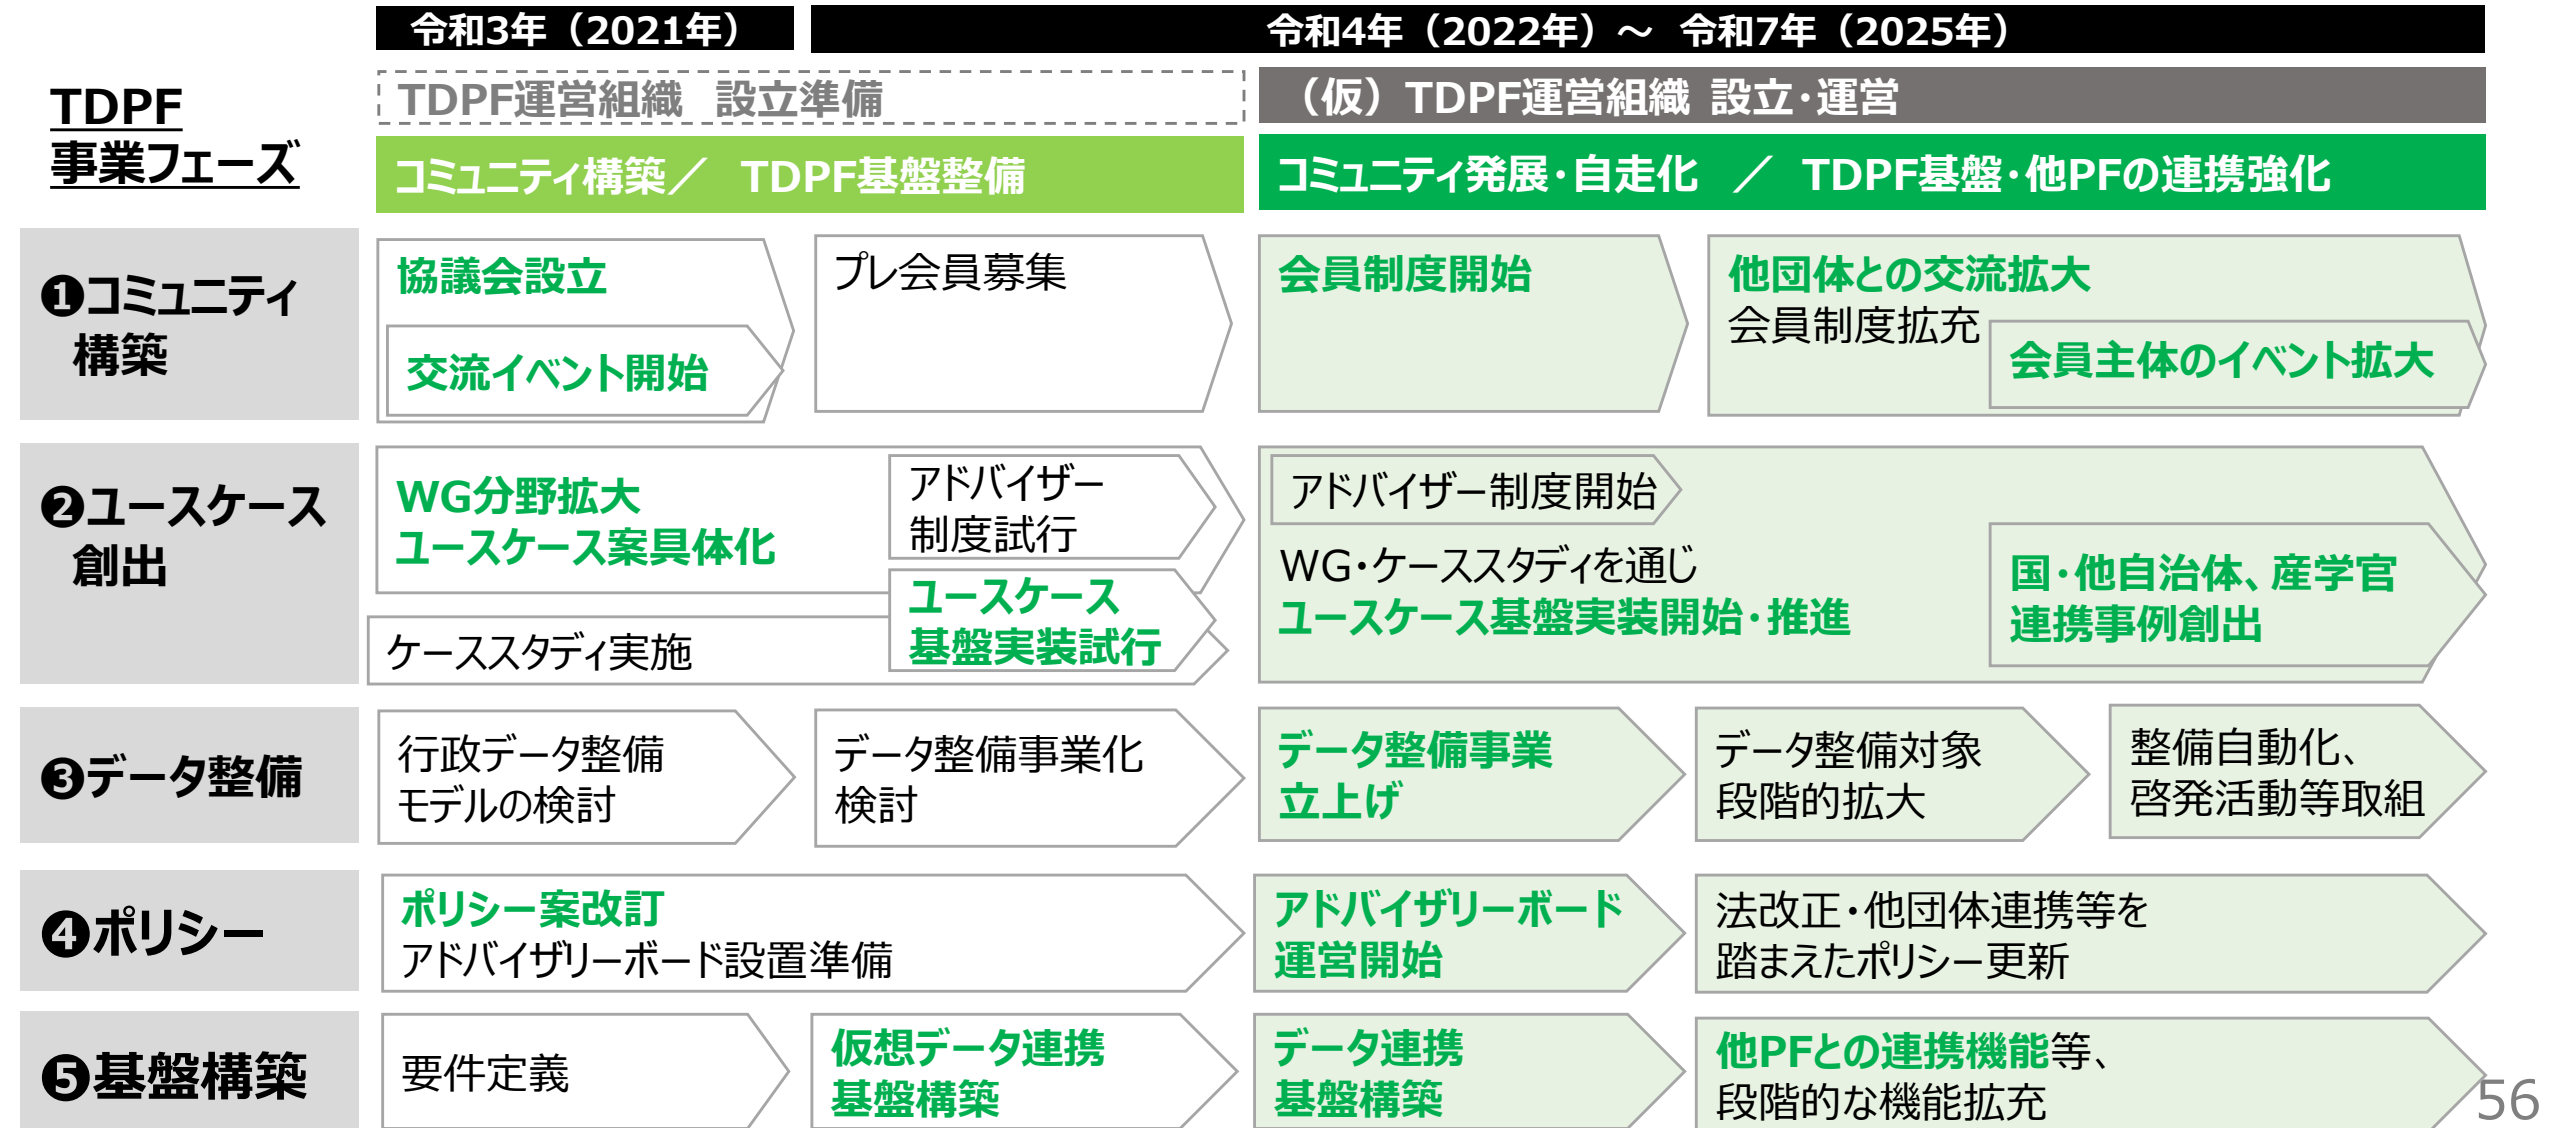 令和3年（2021年）
令和4年（2022年）～ 令和7年（2025年）
TDPF
事業フェーズ
TDPF運営組織 設立準備
（仮）TDPF運営組織 設立・運営
コミュニティ構築／ TDPF基盤整備
コミュニティ発展・自走化 ／ TDPF基盤・他PFの連携強化
❶コミュニティ
構築
協議会設立
交流イベント開始
プレ会員募集
会員制度開始
他団体との交流拡大
会員制度拡充
会員主体のイベント拡大
❷ユースケース
創出
WG分野拡大
ユースケース案具体化
アドバイザー
制度試行
ユースケース
基盤実装試行
ケーススタディ実施
アドバイザー制度開始
WG・ケーススタディを通じ
ユースケース基盤実装開始・推進
国・他自治体、産学官
連携事例創出
❸データ整備
行政データ整備
モデルの検討
データ整備事業化
検討
データ整備事業
立上げ
データ整備対象
段階的拡大
整備自動化、
啓発活動等取組
❹ポリシー
ポリシー案改訂
アドバイザリーボード設置準備
アドバイザリーボード
運営開始
法改正・他団体連携等を
踏まえたポリシー更新
❺基盤構築
要件定義
仮想データ連携
基盤構築
データ連携
基盤構築
他PFとの連携機能等、
段階的な機能拡充
56